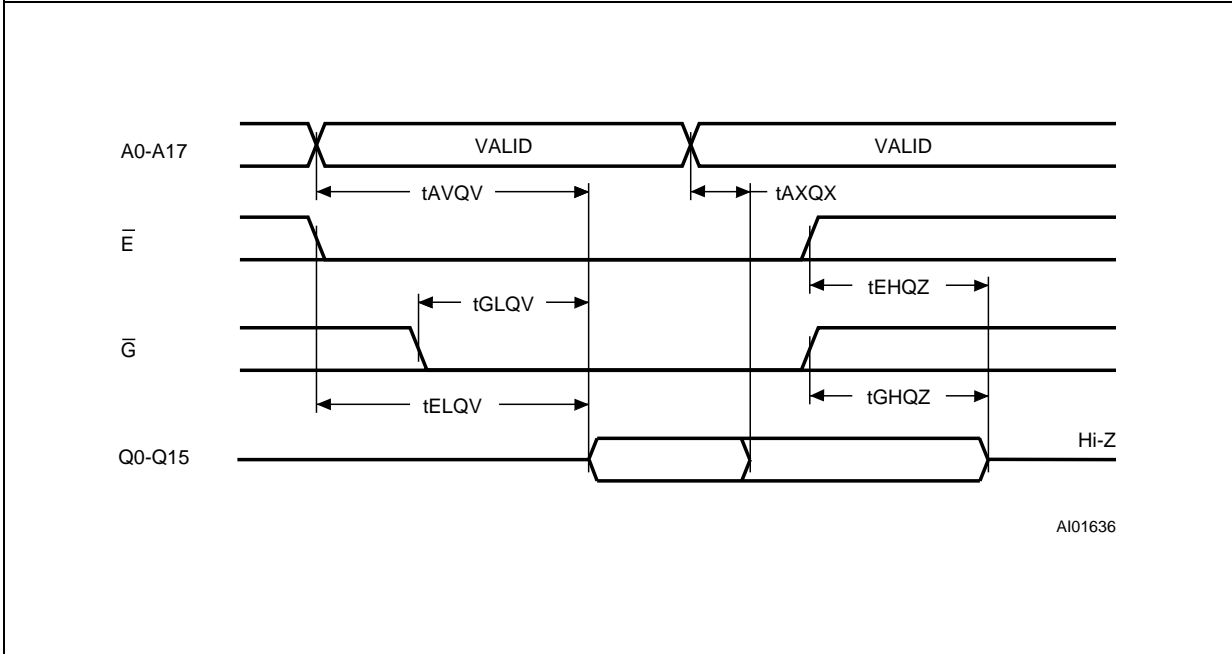 A0-A17
VALID
VALID
tAVQV
tAXQX
E̅
tEHQZ
tGLQV
G̅
tELQV
tGHQZ
Q0-Q15
Hi-Z
AI01636